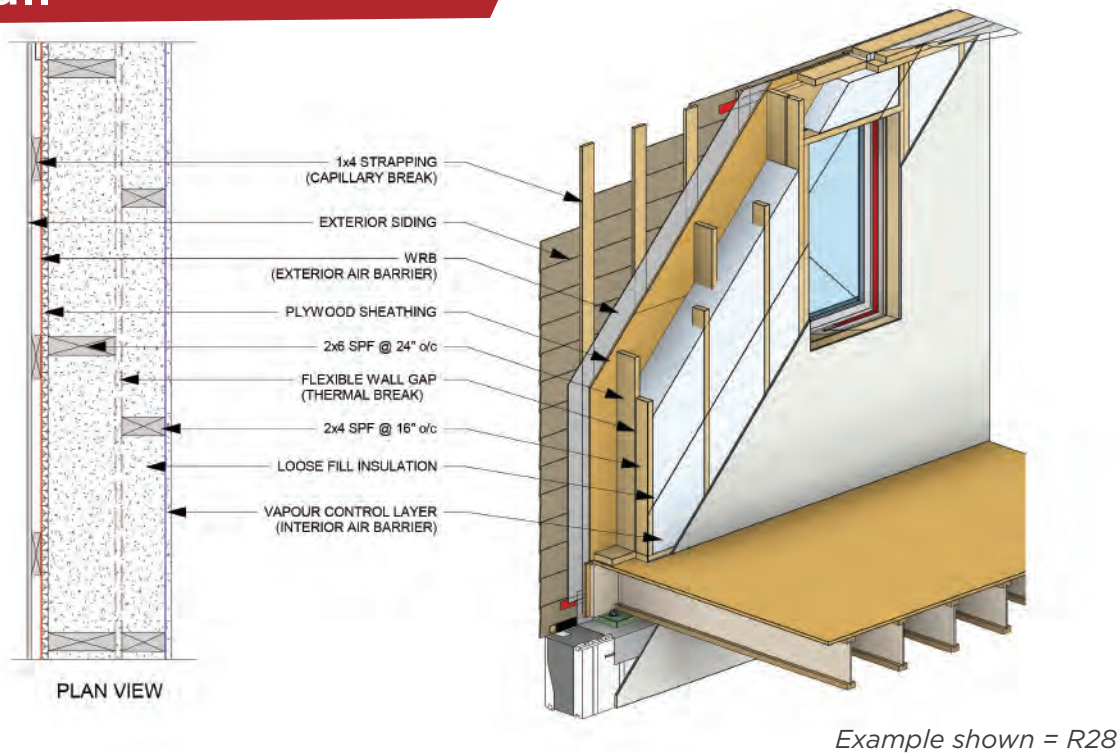 1x4 STRAPPING
(CAPILLARY BREAK)
EXTERIOR SIDING
WRB
(EXTERIOR AIR BARRIER)
PLYWOOD SHEATHING
2x6 SPF @ 24" o/c
FLEXIBLE WALL GAP
(THERMAL BREAK)
2x4 SPF @ 16" o/c
LOOSE FILL INSULATION
VAPOUR CONTROL LAYER
(INTERIOR AIR BARRIER)
PLAN VIEW
Example shown = R28